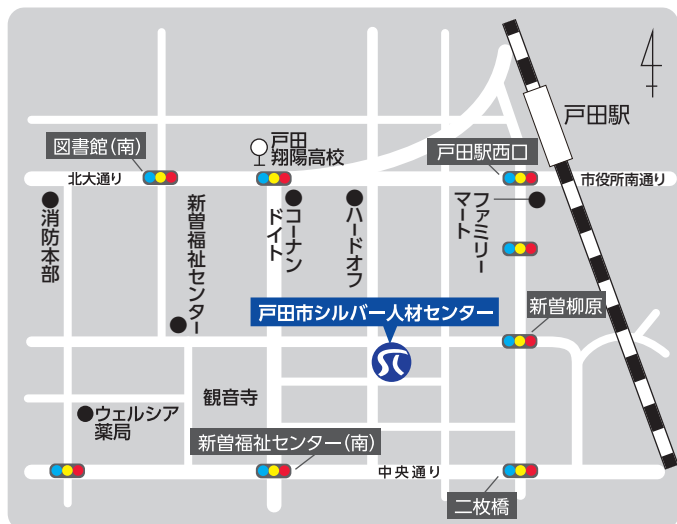 戸田駅
戸田
翔陽高校
図書館(南)
戸田駅西口
北大通り
市役所南通り
消防本部
新曽福祉センター
コーナン
ドイト
ハードオフ
ファミリー
マート
戸田市シルバー人材センター
新曽柳原
観音寺
ウェルシア
薬局
新曽福祉センター(南)
中央通り
二枚橋